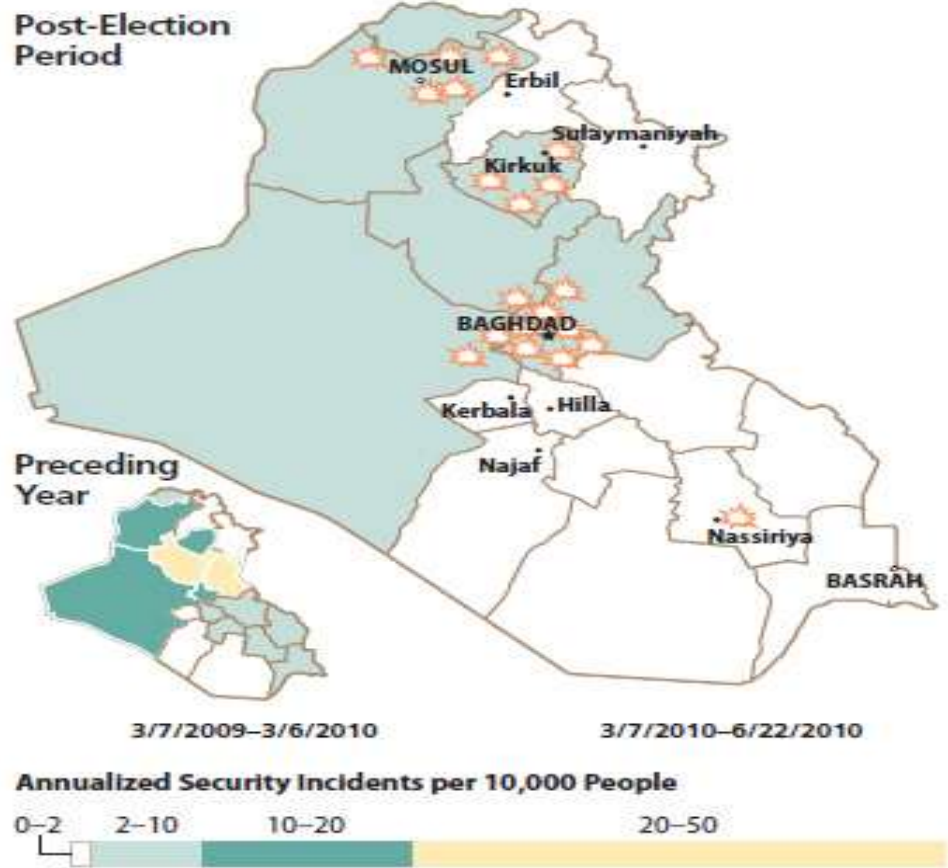 Post-Election
Period
MOSUL
Erbil
Sulaymaniyah
Kirkuk
BAGHDAD
Kerbala
Hilla
Najaf
Preceding
Year
Nassiriya
BASRAH
3/7/2009–3/6/2010
3/7/2010–6/22/2010
Annualized Security Incidents per 10,000 People
0–2 2–10 10–20 20–50